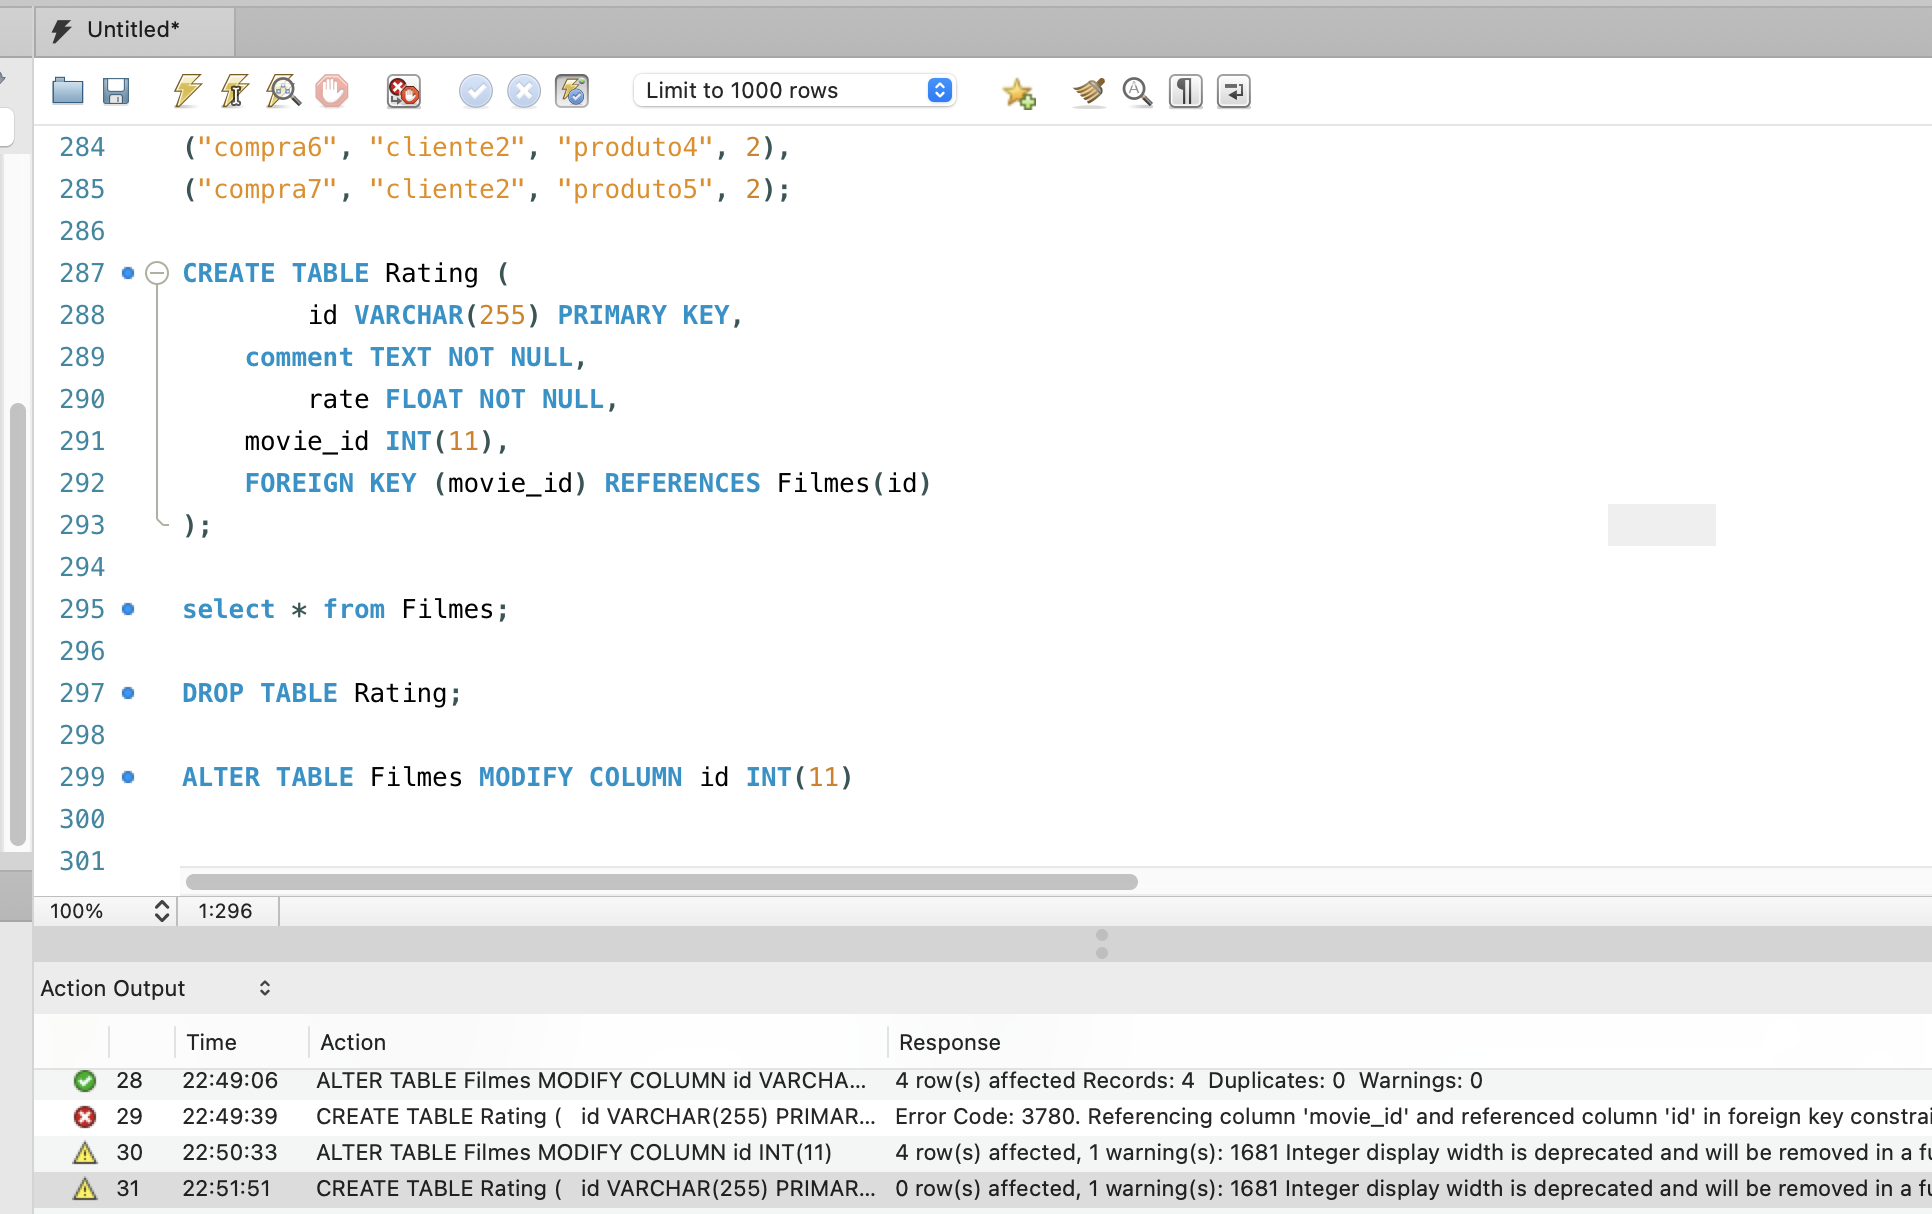 Untitled*
Limit to 1000 rows
284 ("compra6", "cliente2", "produto4", 2),
285 ("compra7", "cliente2", "produto5", 2);
286
287 CREATE TABLE Rating (
288 id VARCHAR(255) PRIMARY KEY,
289 comment TEXT NOT NULL,
290 rate FLOAT NOT NULL,
291 movie_id INT(11),
292 FOREIGN KEY (movie_id) REFERENCES Filmes(id)
293 );
294
295 select * from Filmes;
296
297 DROP TABLE Rating;
298
299 ALTER TABLE Filmes MODIFY COLUMN id INT(11)
300
301
100% 1:296
Action Output
Time Action Response
28 22:49:06 ALTER TABLE Filmes MODIFY COLUMN id VARCHA... 4 row(s) affected Records: 4 Duplicates: 0 Warnings: 0
29 22:49:39 CREATE TABLE Rating ( id VARCHAR(255) PRIMAR... Error Code: 3780. Referencing column 'movie_id' and referenced column 'id' in foreign key constrai
30 22:50:33 ALTER TABLE Filmes MODIFY COLUMN id INT(11) 4 row(s) affected, 1 warning(s): 1681 Integer display width is deprecated and will be removed in a fu
31 22:51:51 CREATE TABLE Rating ( id VARCHAR(255) PRIMAR... 0 row(s) affected, 1 warning(s): 1681 Integer display width is deprecated and will be removed in a fu